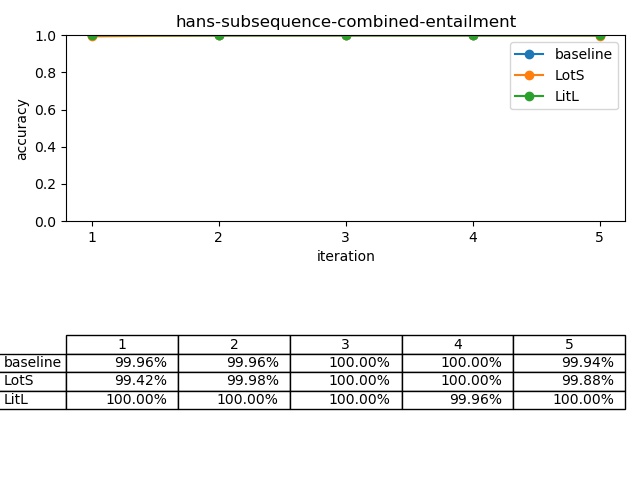 hans-subsequence-combined-entailment
1.0
0.8
0.6
0.4
0.2
0.0
accuracy
baseline
LotS
LitL
1 2 3 4 5
iteration
1 2 3 4 5
baseline 99.96% 99.96% 100.00% 100.00% 99.94%
LotS 99.42% 99.98% 100.00% 100.00% 99.88%
LitL 100.00% 100.00% 100.00% 99.96% 100.00%